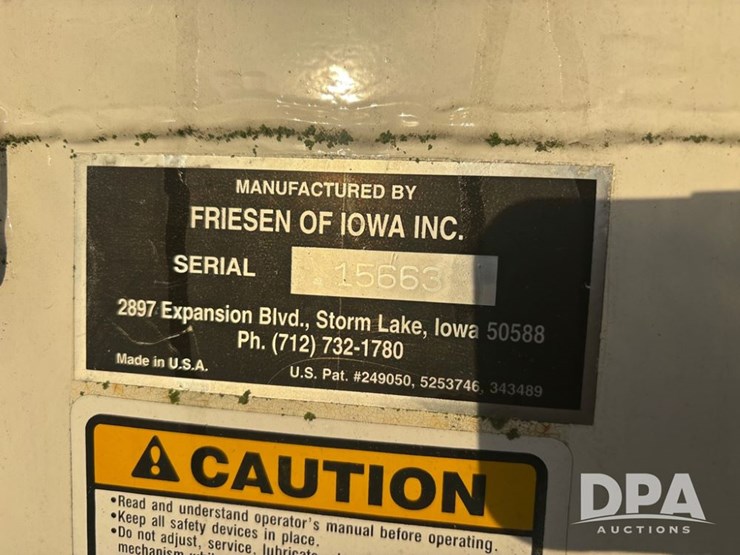 MANUFACTURED BY
FRIESEN OF IOWA INC.
SERIAL 15663
2897 Expansion Blvd., Storm Lake, Iowa 50588
Ph. (712) 732-1780
Made in U.S.A.
U.S. Pat. #249050, 5253746, 343489
CAUTION
•Read and understand operator's manual before operating.
•Keep all safety devices in place.
•Do not adjust, service, lubricate
mechanism
DPA
AUCTIONS